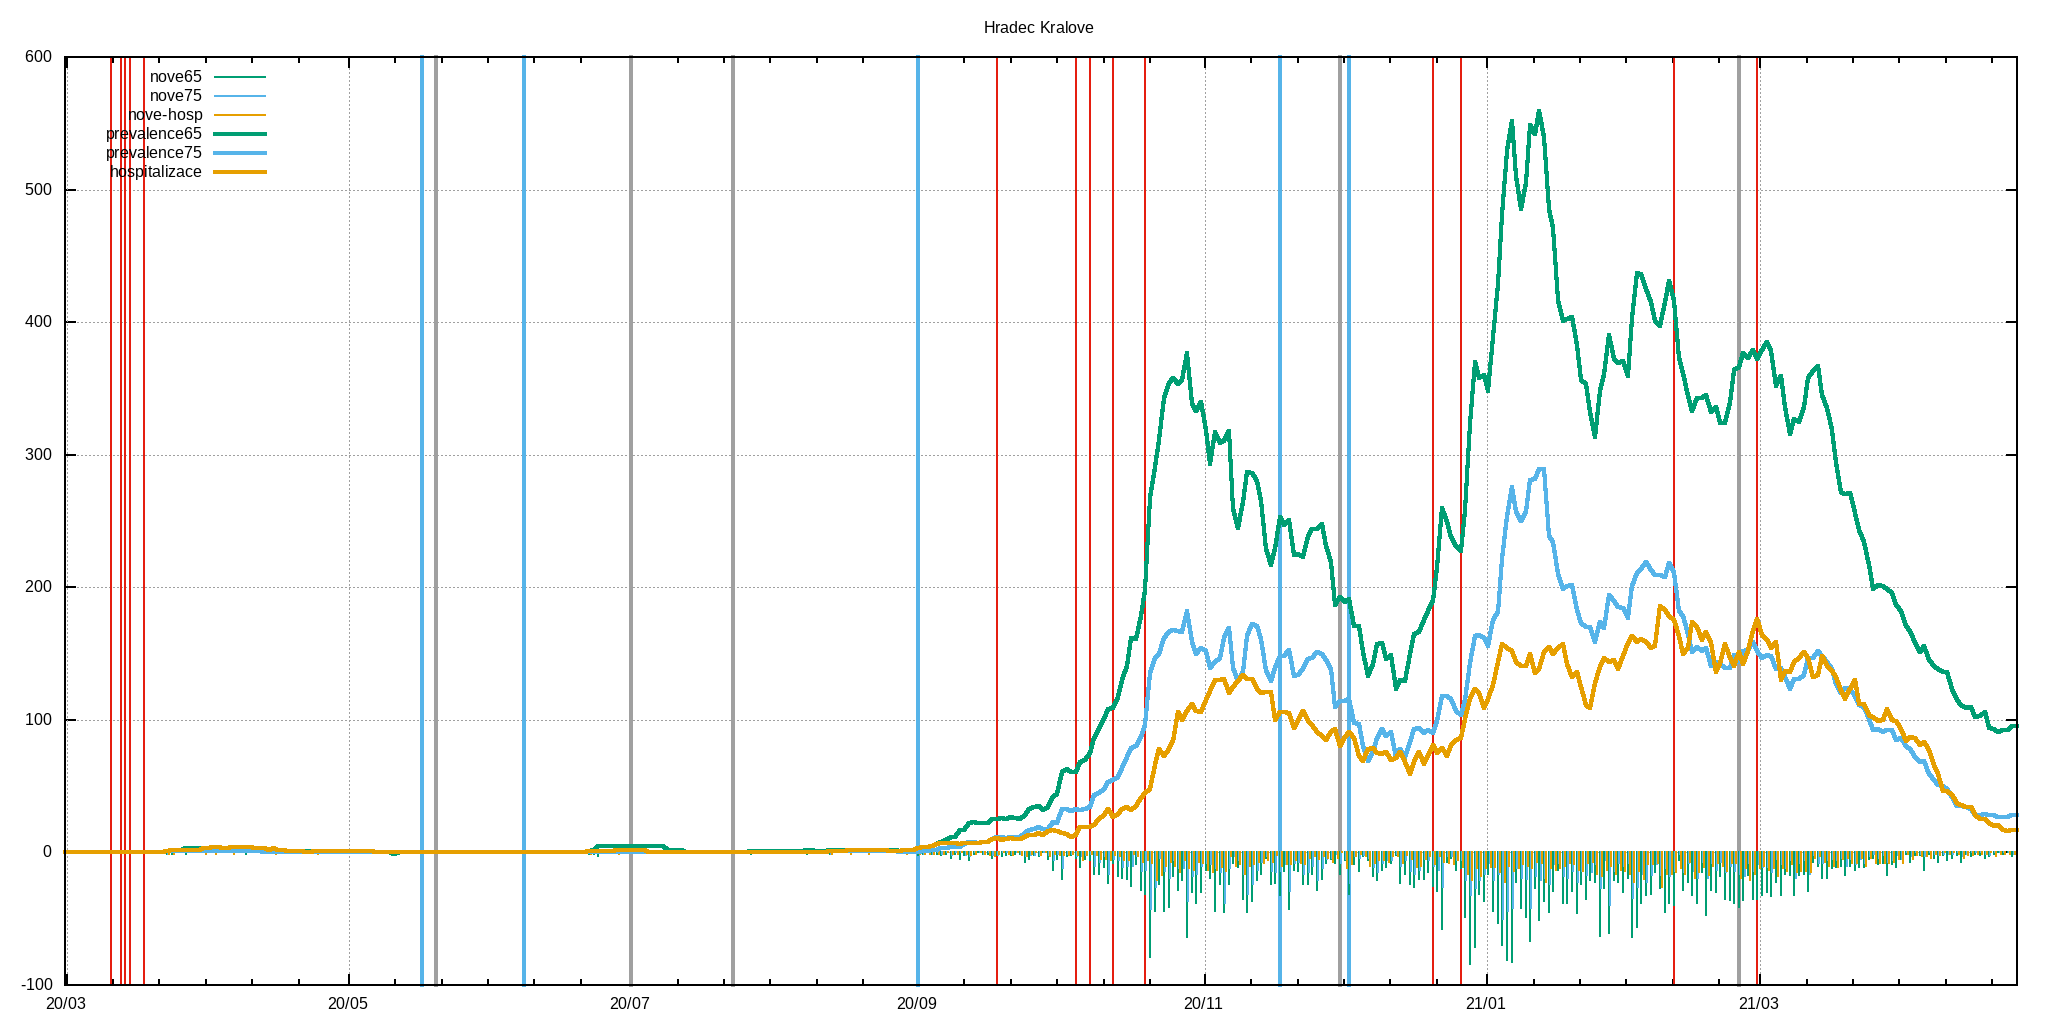 Hradec Kralove
600
500
400
300
200
100
0
-100
nove65
nove75
nove-hosp
prevalence65
prevalence75
hospitalizace
20/03 20/05 20/07 20/09 20/11 21/01 21/03